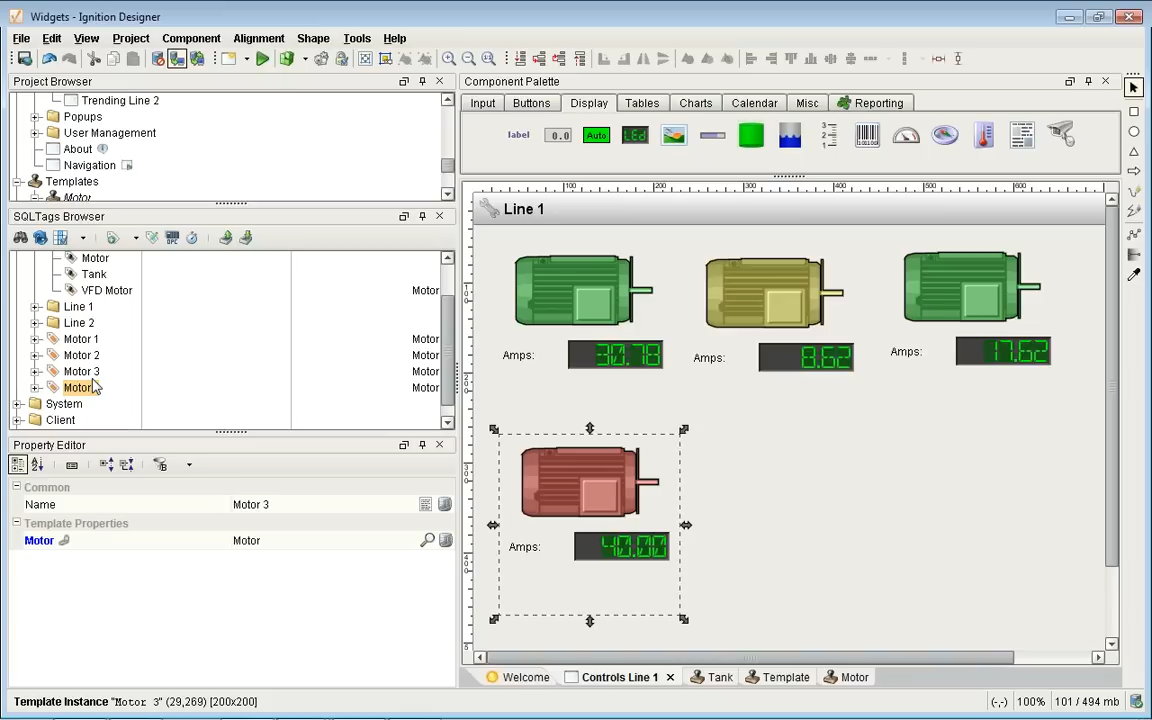 Widgets - Ignition Designer
File Edit View Project Component Alignment Shape Tools Help
Project Browser
Trending Line 2
Popups
User Management
About
Navigation
Templates
Motor
SQLTags Browser
Motor
Tank
VFD Motor Motor
Line 1
Line 2
Motor 1 Motor
Motor 2 Motor
Motor 3 Motor
Motor Motor
System
Client
Property Editor
Common
Name Motor 3
Template Properties
Motor Motor
Component Palette
Input Buttons Display Tables Charts Calendar Misc Reporting
label 0.0 Auto LEd
100 200 300 400 500 600
Line 1
Amps: 30.78
Amps: 8.62
Amps: 17.62
Amps: 40.00
Welcome Controls Line 1 Tank Template Motor
Template Instance "Motor 3" (29,269) [200x200] (-,-) 100% 101 / 494 mb